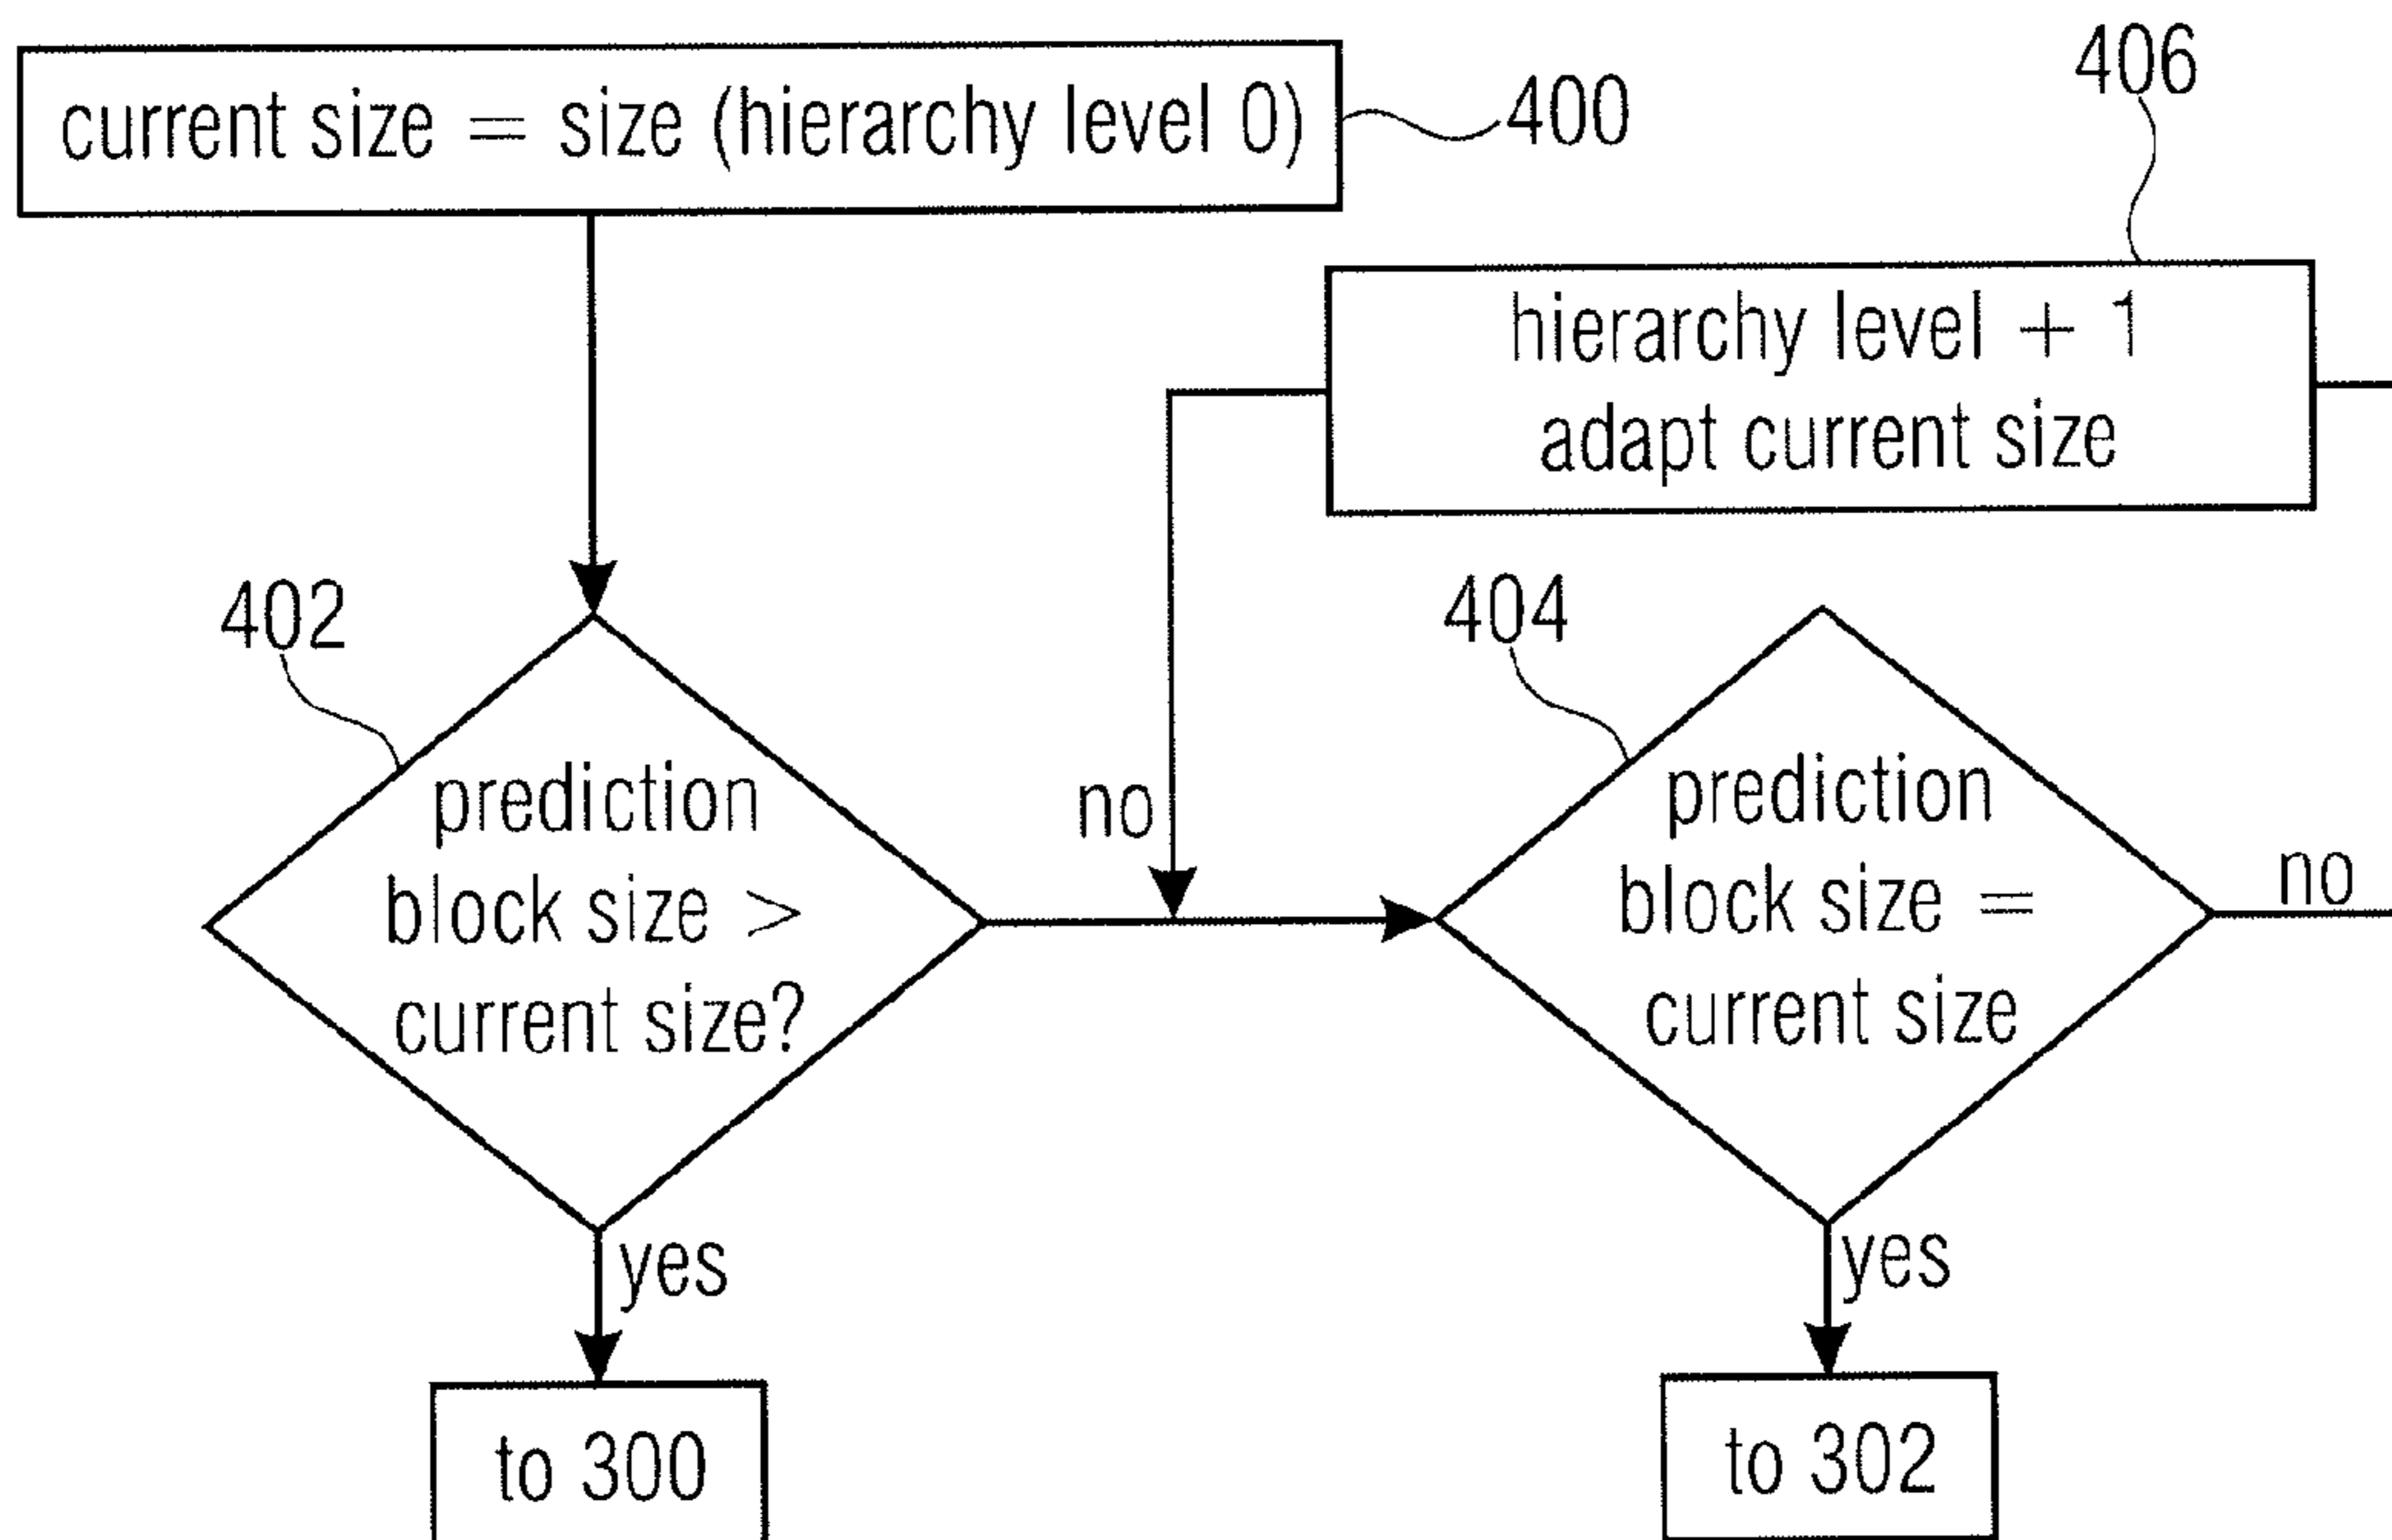 current size = size (hierarchy level 0)
400
406
hierarchy level + 1
adapt current size
402
prediction
block size >
current size?
no
404
prediction
block size =
current size
no
yes
yes
to 300
to 302